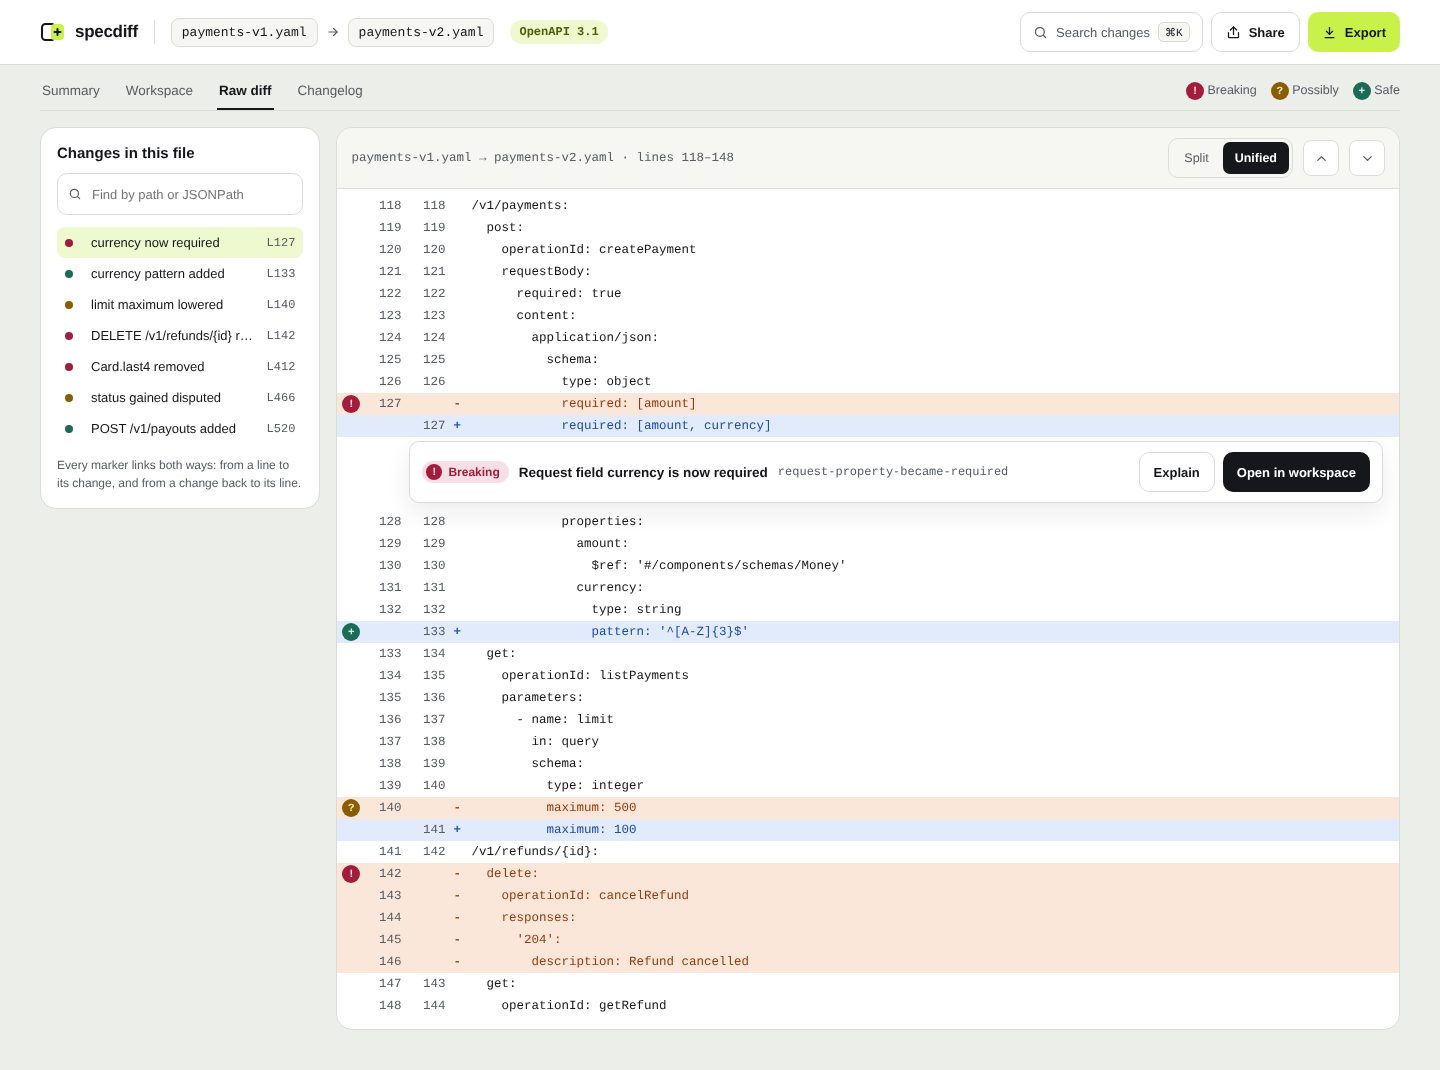 specdiff payments-v1.yaml → payments-v2.yaml OpenAPI 3.1 Search changes ⌘K Share Export
Summary Workspace Raw diff Changelog ! Breaking ? Possibly + Safe
Changes in this file
Find by path or JSONPath
currency now required L127
currency pattern added L133
limit maximum lowered L140
DELETE /v1/refunds/{id} r… L142
Card.last4 removed L412
status gained disputed L466
POST /v1/payouts added L520
Every marker links both ways: from a line to
its change, and from a change back to its line.
payments-v1.yaml → payments-v2.yaml · lines 118–148 Split Unified
118 118 /v1/payments:
119 119 post:
120 120 operationId: createPayment
121 121 requestBody:
122 122 required: true
123 123 content:
124 124 application/json:
125 125 schema:
126 126 type: object
! 127 - required: [amount]
127 + required: [amount, currency]
! Breaking Request field currency is now required request-property-became-required Explain Open in workspace
128 128 properties:
129 129 amount:
130 130 $ref: '#/components/schemas/Money'
131 131 currency:
132 132 type: string
+ 133 + pattern: '^[A-Z]{3}$'
133 134 get:
134 135 operationId: listPayments
135 136 parameters:
136 137 - name: limit
137 138 in: query
138 139 schema:
139 140 type: integer
? 140 - maximum: 500
141 + maximum: 100
141 142 /v1/refunds/{id}:
! 142 - delete:
143 - operationId: cancelRefund
144 - responses:
145 - '204':
146 - description: Refund cancelled
147 143 get:
148 144 operationId: getRefund